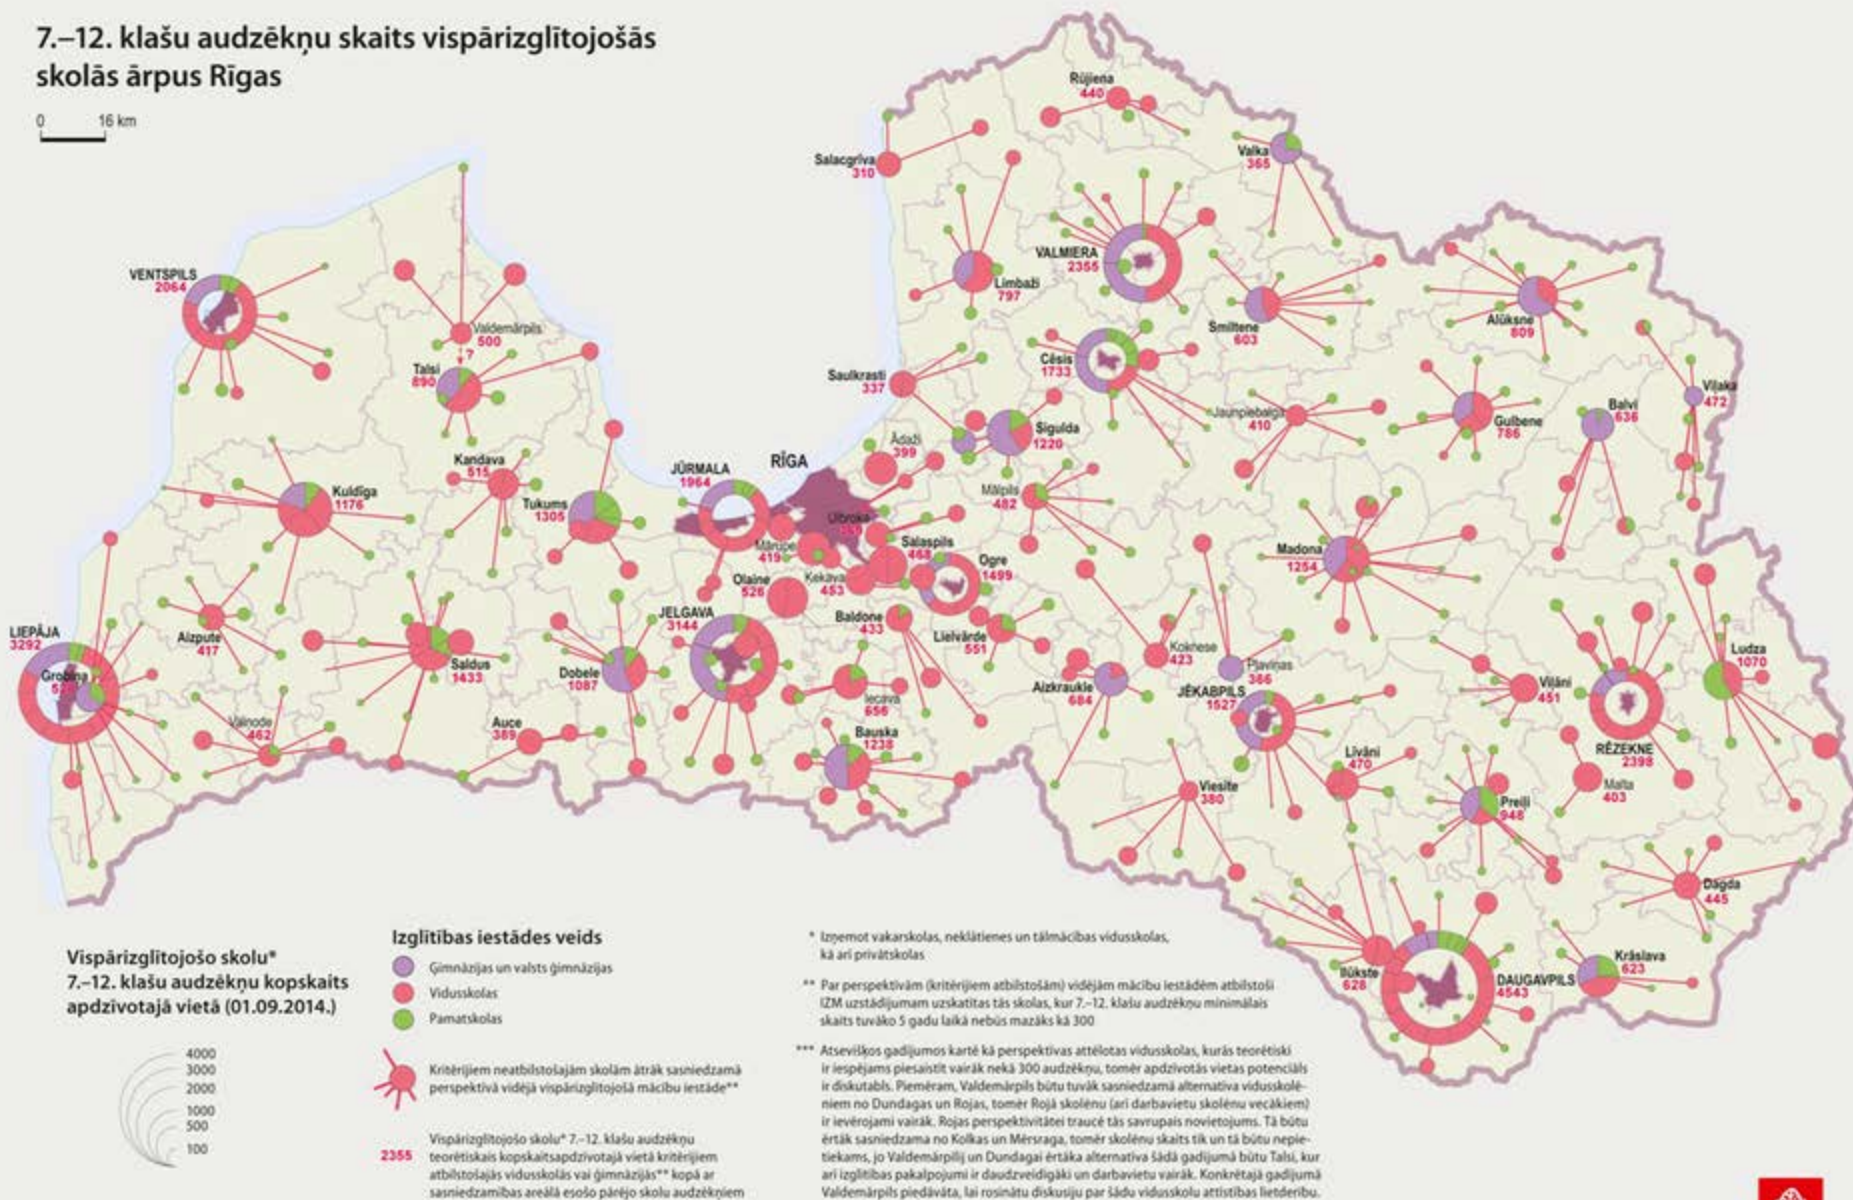 7.–12. klašu audzēkņu skaits vispārizglītojošās
skolās ārpus Rīgas
0 16 km
Rūjiena
440
Salacgrīva
310
Valka
365
VENTSPILS
2064
Valdemārpils
500
?
Talsi
890
Limbaži
797
VALMIERA
2355
Smiltene
603
Alūksne
809
Cēsis
1733
Saulkrasti
337
Sigulda
1220
Jaunpiebalga
410
Gulbene
786
Balvi
636
Viļaka
472
Ādaži
399
Kandava
515
JŪRMALA
1964
RĪGA
Kuldīga
1176
Tukums
1305
Mālpils
482
Ulbroka
Mārupe
419
Salaspils
468
Ogre
1499
Madona
1254
Olaine
526
Ķekava
453
Baldone
433
Lielvārde
551
LIEPĀJA
3292
Grobiņa
Aizpute
417
Saldus
1433
Dobele
1087
JELGAVA
3144
Koknese
423
Pļaviņas
366
Aizkraukle
684
JĒKABPILS
1527
Viļāni
451
Ludza
1070
RĒZEKNE
2398
Vaiņode
462
Auce
389
Iecava
656
Bauska
1238
Viesīte
380
Līvāni
470
Malta
403
Preiļi
948
Dagda
445
Ilūkste
628
DAUGAVPILS
4543
Krāslava
623
Vispārizglītojošo skolu*
7.–12. klašu audzēkņu kopskaits
apdzīvotajā vietā (01.09.2014.)
4000
3000
2000
1000
500
100
Izglītības iestādes veids
Ģimnāzijas un valsts ģimnāzijas
Vidusskolas
Pamatskolas
Kritērijiem neatbilstošajām skolām ātrāk sasniedzamā
perspektīvā vidējā vispārizglītojošā mācību iestāde**
2355
Vispārizglītojošo skolu* 7.–12. klašu audzēkņu
teorētiskais kopskaitsapdzīvotajā vietā kritērijiem
atbilstošajās vidusskolās vai ģimnāzijās** kopā ar
sasniedzamības areālā esošo pārējo skolu audzēkņiem
* Izņemot vakarskolas, neklātienes un tālmācības vidusskolas,
kā arī privātskolas
** Par perspektīvām (kritērijiem atbilstošām) vidējām mācību iestādēm atbilstoši
IZM uzstādījumam uzskatītas tās skolas, kur 7.–12. klašu audzēkņu minimālais
skaits tuvāko 5 gadu laikā nebūs mazāks kā 300
*** Atsevišķos gadījumos kartē kā perspektīvas attēlotas vidusskolas, kurās teorētiski
ir iespējams piesaistīt vairāk nekā 300 audzēkņu, tomēr apdzīvotās vietas potenciāls
ir diskutabls. Piemēram, Valdemārpils būtu tuvāk sasniedzamā alternatīva vidusskolē-
niem no Dundagas un Rojas, tomēr Rojā skolēnu (arī darbavietu skolēnu vecākiem)
ir ievērojami vairāk. Rojas perspektivitātei traucē tās savrupais novietojums. Tā būtu
ērtāk sasniedzama no Kolkas un Mērsraga, tomēr skolēnu skaits tik un tā būtu nepie-
tiekams, jo Valdemārpilij un Dundagai ērtāka alternatīva šādā gadījumā būtu Talsi, kur
arī izglītības pakalpojumi ir daudzveidīgāki un darbavietu vairāk. Konkrētajā gadījumā
Valdemārpils piedāvāta, lai rosinātu diskusiju par šādu vidusskolu attīstības lietderību.